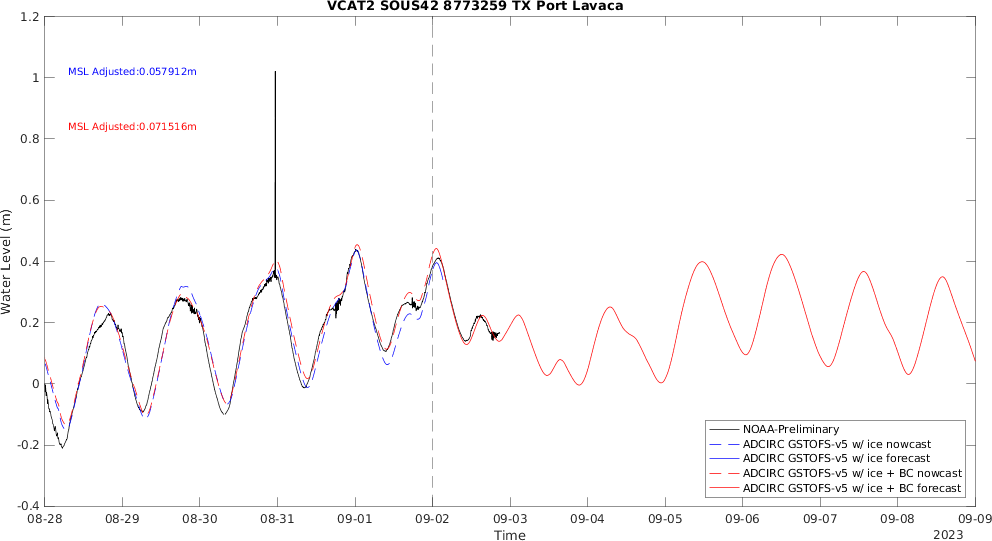 VCAT2 SOUS42 8773259 TX Port Lavaca
1.2
1
0.8
0.6
0.4
0.2
0
-0.2
-0.4
Water Level (m)
MSL Adjusted:0.057912m
MSL Adjusted:0.071516m
NOAA-Preliminary
ADCIRC GSTOFS-v5 w/ ice nowcast
ADCIRC GSTOFS-v5 w/ ice forecast
ADCIRC GSTOFS-v5 w/ ice + BC nowcast
ADCIRC GSTOFS-v5 w/ ice + BC forecast
08-28 08-29 08-30 08-31 09-01 09-02 09-03 09-04 09-05 09-06 09-07 09-08 09-09
Time
2023